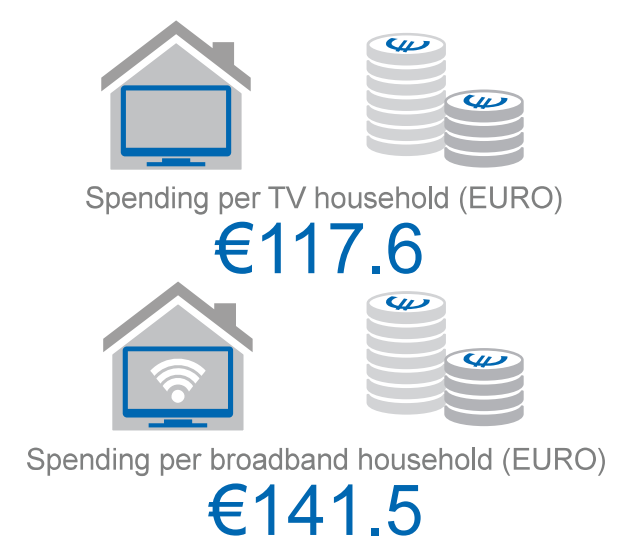 Spending per TV household (EURO)
€117.6
Spending per broadband household (EURO)
€141.5